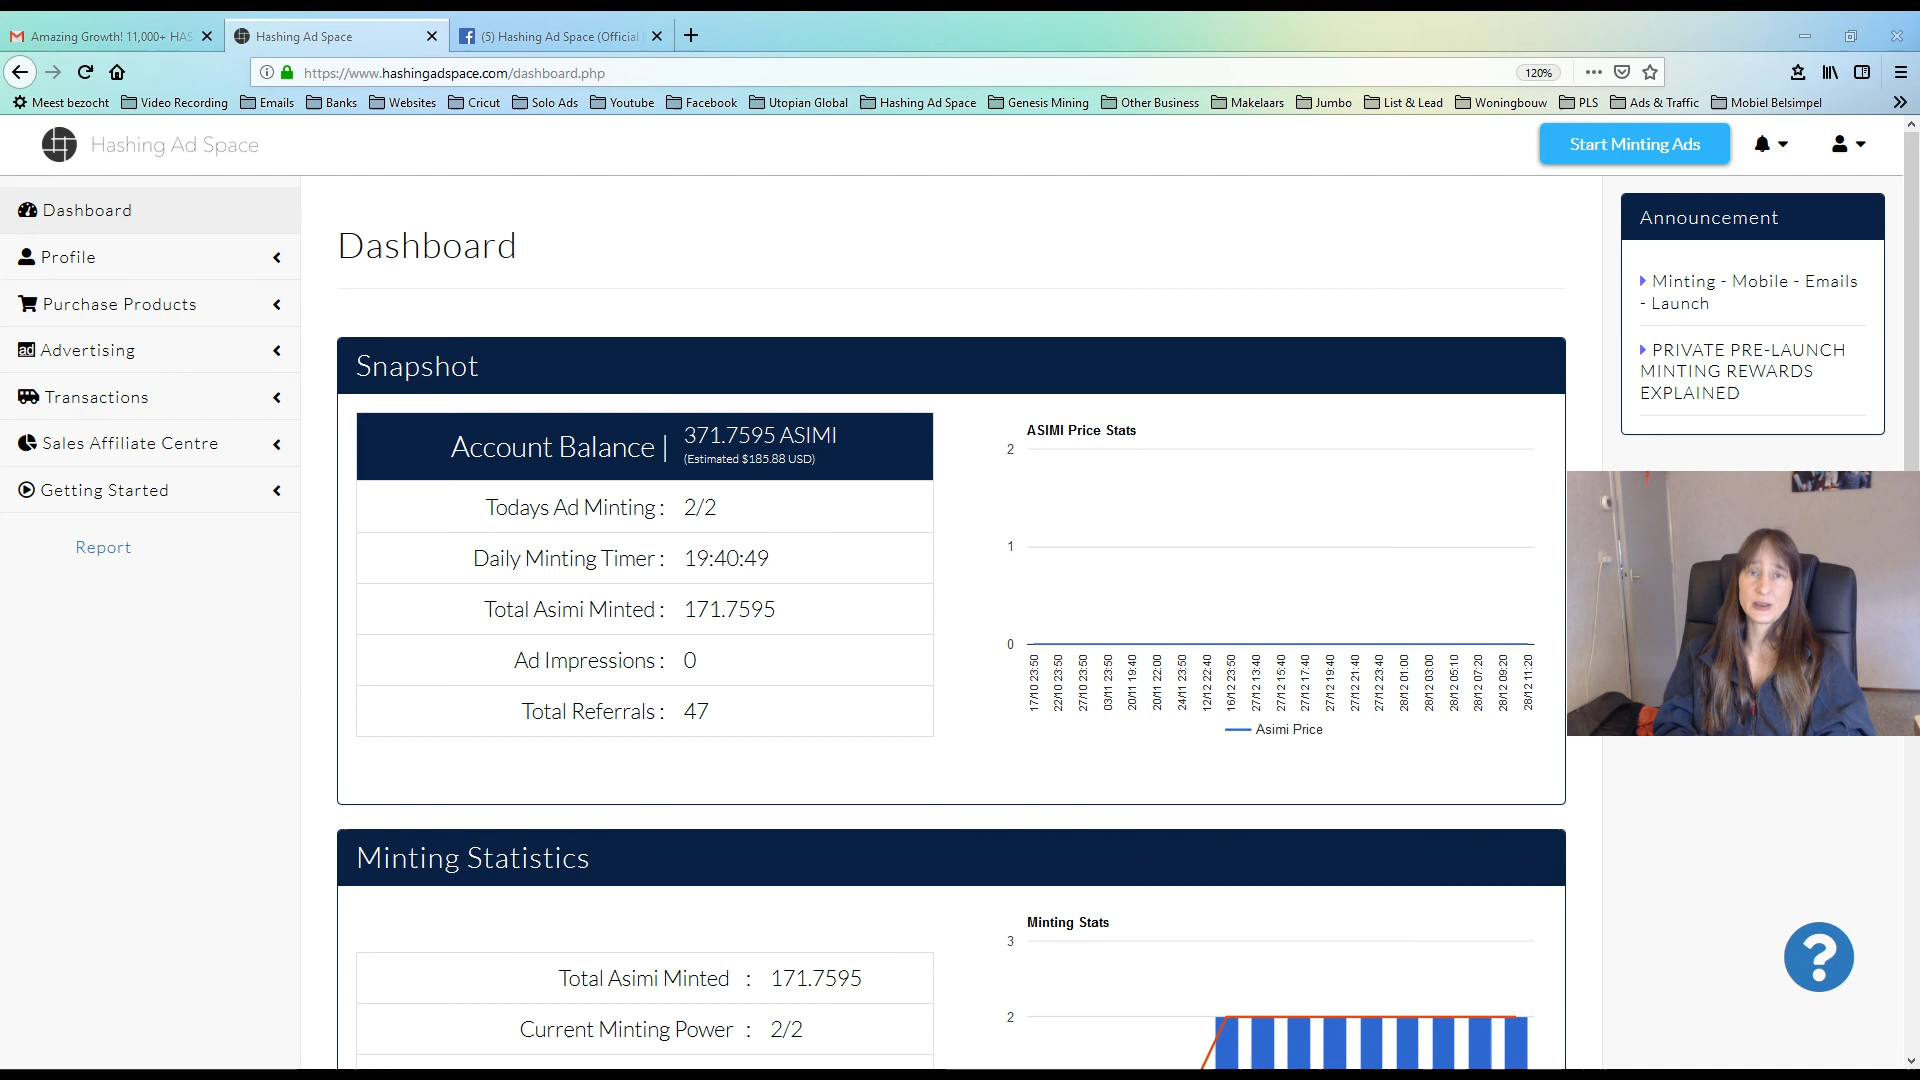 Amazing Growth! 11,000+ HAS
Hashing Ad Space
(5) Hashing Ad Space (Official
https://www.hashingadspace.com/dashboard.php
120%
Meest bezocht
Video Recording
Emails
Banks
Websites
Cricut
Solo Ads
Youtube
Facebook
Utopian Global
Hashing Ad Space
Genesis Mining
Other Business
Makelaars
Jumbo
List & Lead
Woningbouw
PLS
Ads & Traffic
Mobiel Belsimpel
Hashing Ad Space
Start Minting Ads
Dashboard
Profile
Purchase Products
ad Advertising
Transactions
Sales Affiliate Centre
Getting Started
Report
Dashboard
Snapshot
Account Balance | 371.7595 ASIMI
(Estimated $185.88 USD)
Todays Ad Minting : 2/2
Daily Minting Timer : 19:40:49
Total Asimi Minted : 171.7595
Ad Impressions : 0
Total Referrals : 47
ASIMI Price Stats
2
1
0
17/10 23:50
22/10 23:50
27/10 23:50
03/11 23:50
20/11 19:40
20/11 22:00
24/11 23:50
12/12 22:40
16/12 23:50
27/12 13:40
27/12 15:40
27/12 17:40
27/12 19:40
27/12 21:40
27/12 23:40
28/12 01:00
28/12 03:00
28/12 05:10
28/12 07:20
28/12 09:20
28/12 11:20
Asimi Price
Minting Statistics
Total Asimi Minted : 171.7595
Current Minting Power : 2/2
Minting Stats
3
2
Announcement
Minting - Mobile - Emails
- Launch
PRIVATE PRE-LAUNCH
MINTING REWARDS
EXPLAINED
?